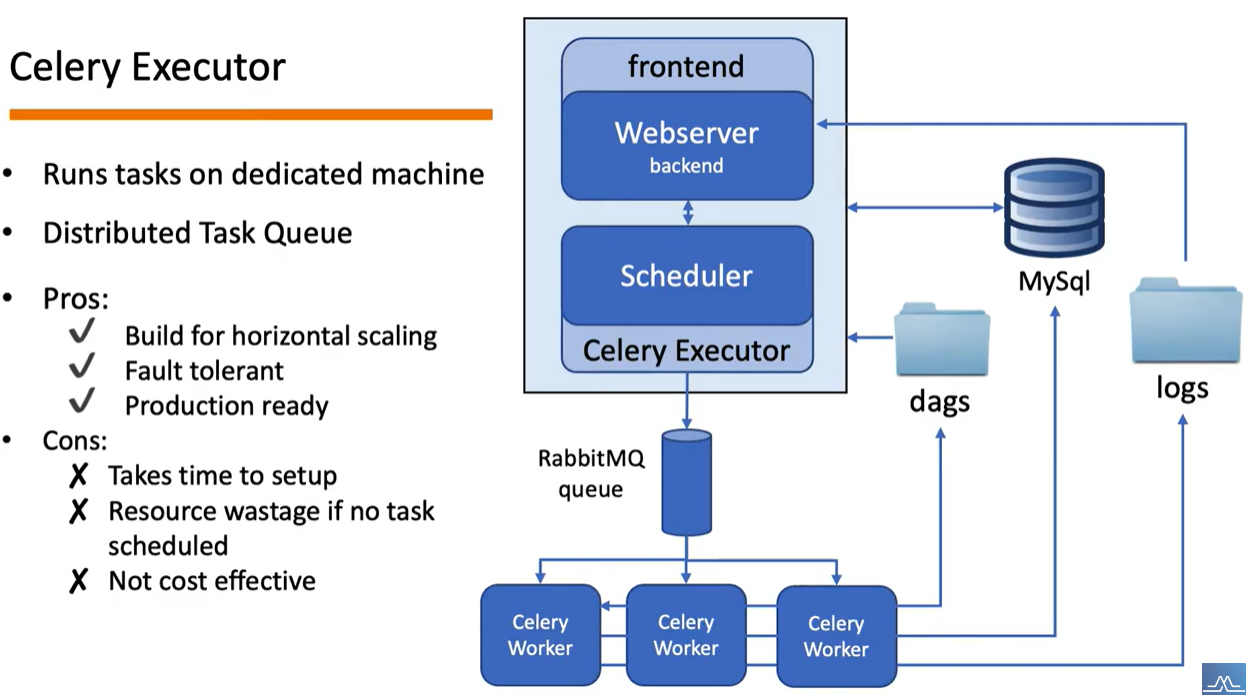 Celery Executor
• Runs tasks on dedicated machine
• Distributed Task Queue
• Pros:
✓ Build for horizontal scaling
✓ Fault tolerant
✓ Production ready
• Cons:
✗ Takes time to setup
✗ Resource wastage if no task
scheduled
✗ Not cost effective
frontend
Webserver
backend
Scheduler
Celery Executor
MySql
dags
logs
RabbitMQ
queue
Celery
Worker
Celery
Worker
Celery
Worker